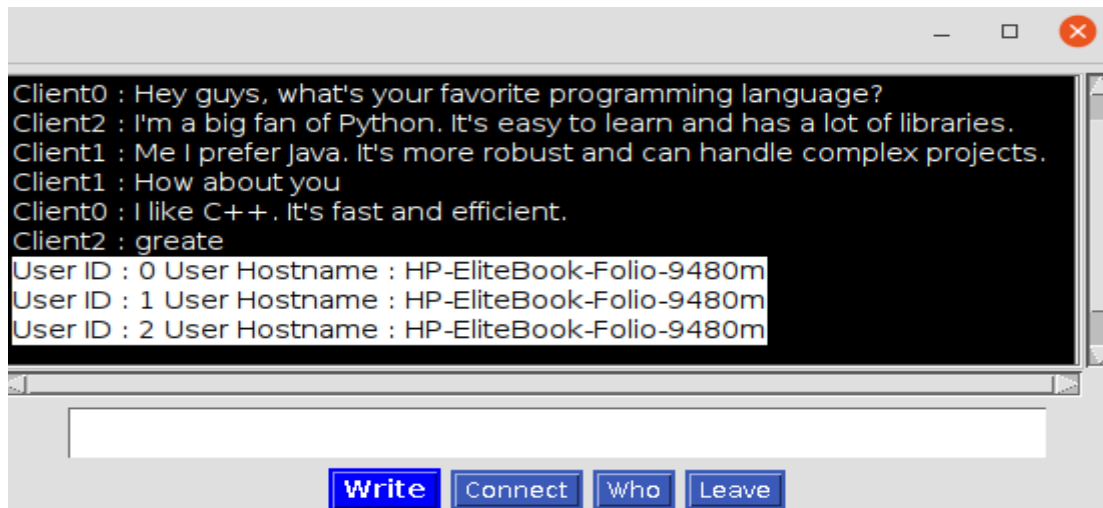 Client0 : Hey guys, what's your favorite programming language?
Client2 : I'm a big fan of Python. It's easy to learn and has a lot of libraries.
Client1 : Me I prefer Java. It's more robust and can handle complex projects.
Client1 : How about you
Client0 : I like C++. It's fast and efficient.
Client2 : greate
User ID : 0 User Hostname : HP-EliteBook-Folio-9480m
User ID : 1 User Hostname : HP-EliteBook-Folio-9480m
User ID : 2 User Hostname : HP-EliteBook-Folio-9480m
Write Connect Who Leave